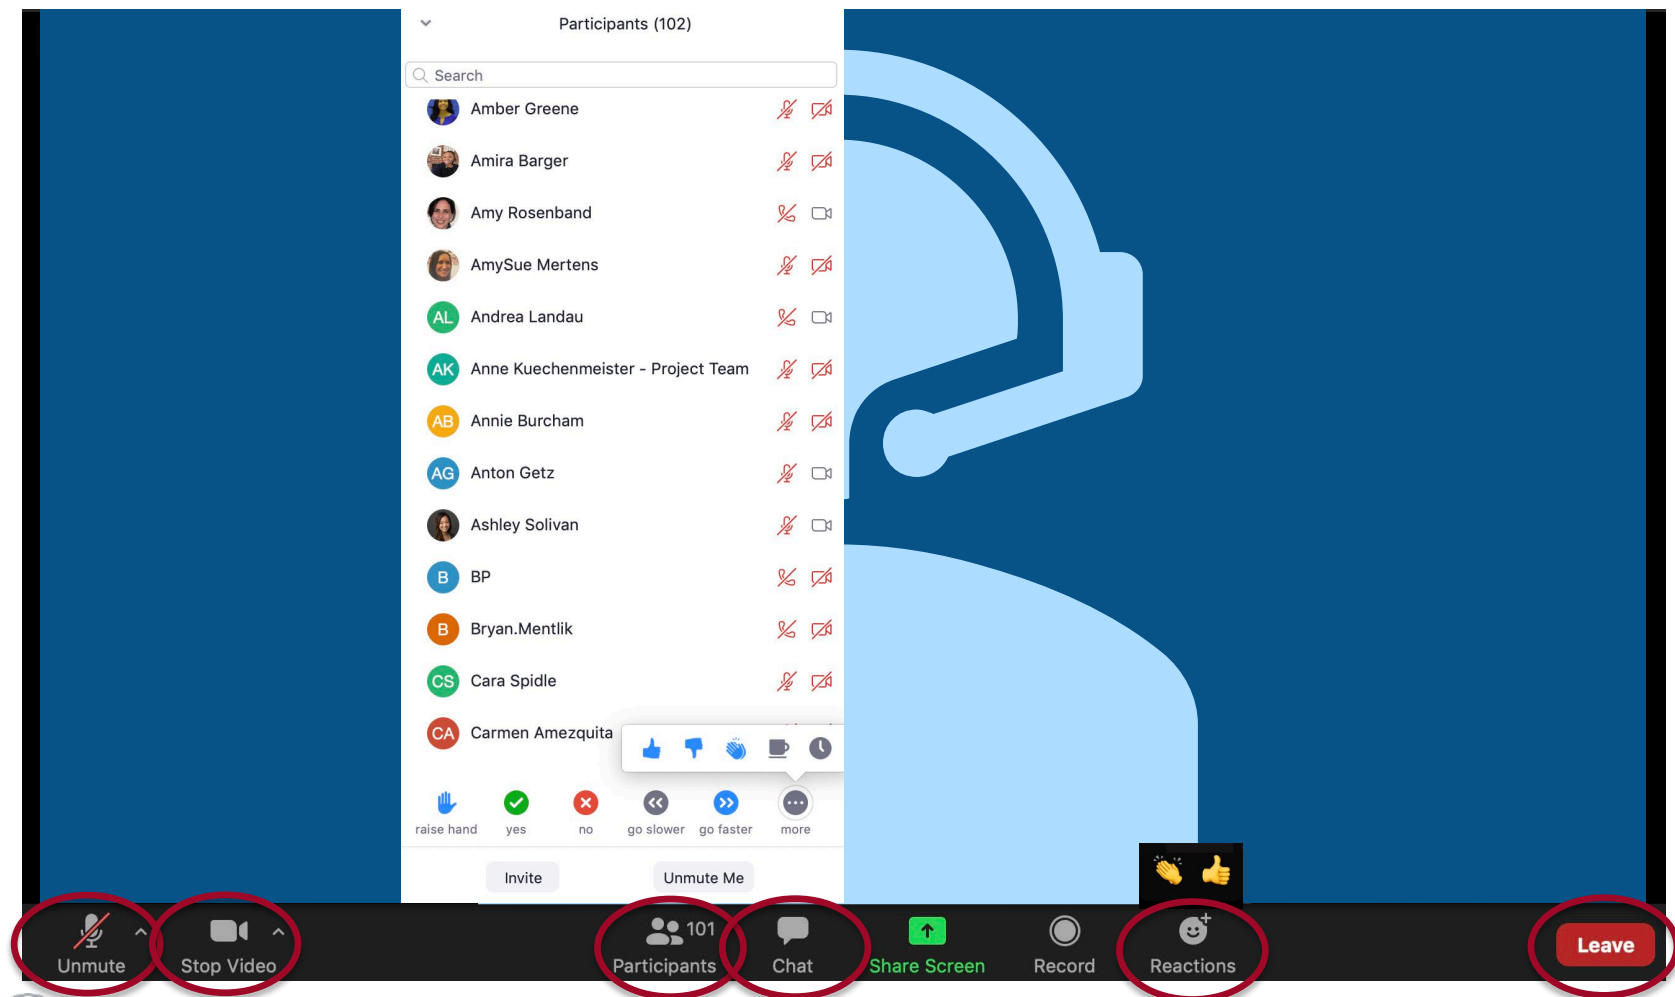 Participants (102)
Search
Amber Greene
Amira Barger
Amy Rosenband
AmySue Mertens
AL Andrea Landau
AK Anne Kuechenmeister - Project Team
AB Annie Burcham
AG Anton Getz
Ashley Solivan
B BP
B Bryan.Mentlik
CS Cara Spidle
CA Carmen Amezquita
raise hand yes no go slower go faster more
Invite Unmute Me
101
Unmute Stop Video Participants Chat Share Screen Record Reactions Leave